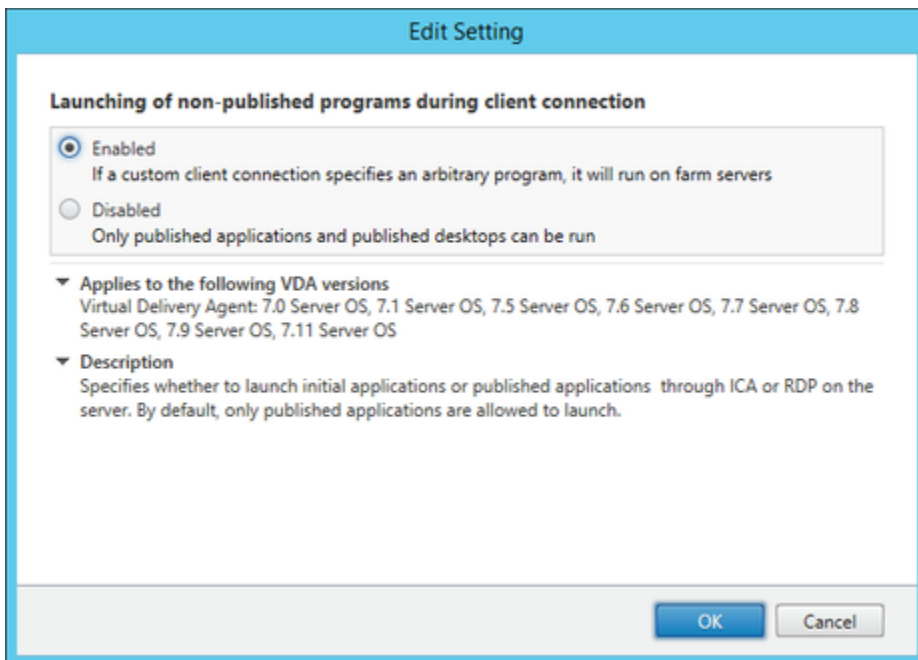 Edit Setting
Launching of non-published programs during client connection
Enabled
If a custom client connection specifies an arbitrary program, it will run on farm servers
Disabled
Only published applications and published desktops can be run
Applies to the following VDA versions
Virtual Delivery Agent: 7.0 Server OS, 7.1 Server OS, 7.5 Server OS, 7.6 Server OS, 7.7 Server OS, 7.8
Server OS, 7.9 Server OS, 7.11 Server OS
Description
Specifies whether to launch initial applications or published applications through ICA or RDP on the
server. By default, only published applications are allowed to launch.
OK
Cancel